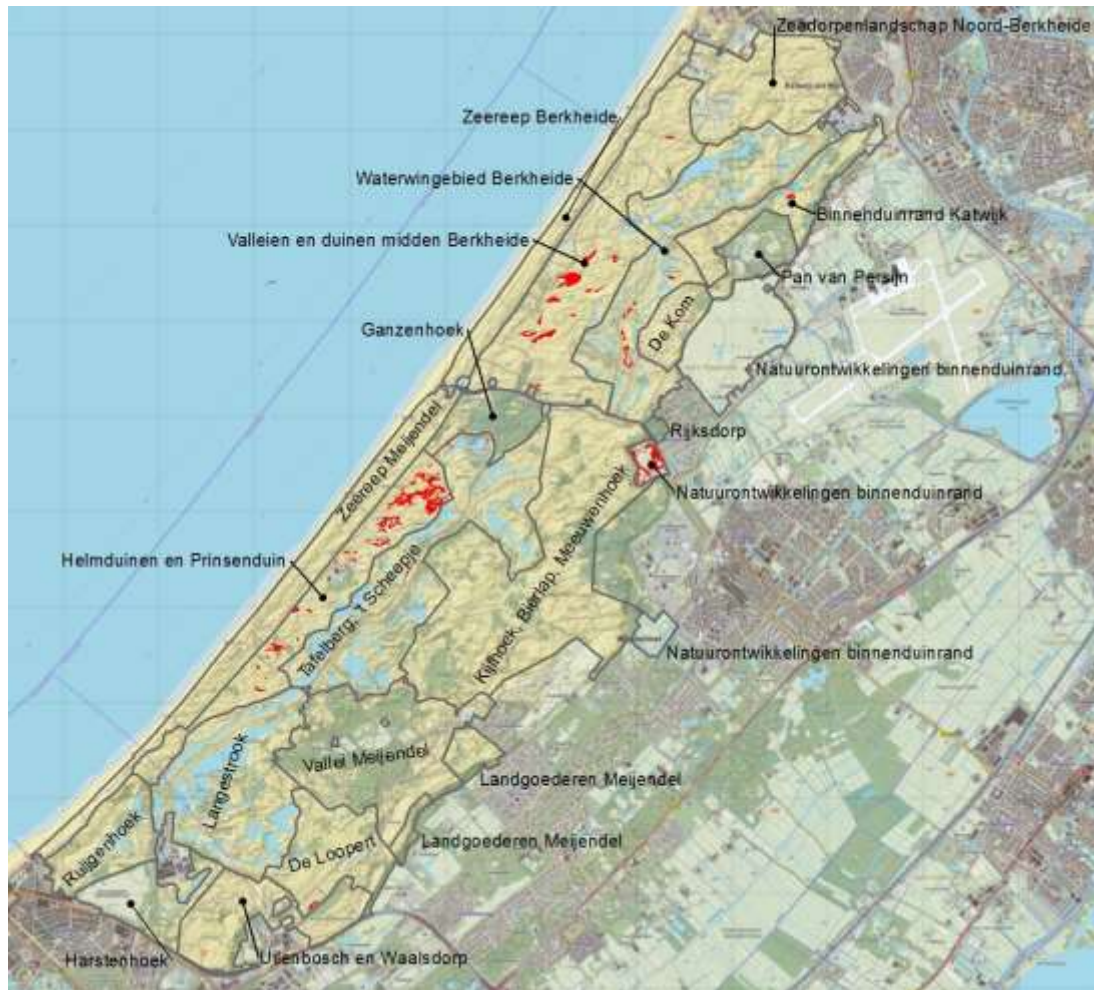 Zeadorpenlandschap Noord-Berkheide
Zeereep Berkheide
Waterwingebied Berkheide
Binnenduinrand Katwijk
Valleien en duinen midden Berkheide
Pan van Persijn
De Kom
Ganzenhoek
Natuurontwikkelingen binnenduinrand
Zeereep Meijendel
Rijksdorp
Natuurontwikkelingen binnenduinrand
Kijfhoek, Bierlap, Meeuwenhoek
Helmduinen en Prinsenduin
Tafelberg, 't Scheepje
Natuurontwikkelingen binnenduinrand
Vallei Meijendel
Langestrook
Landgoederen Meijendel
Landgoederen Meijendel
Ruijgenhoek
De Loopert
Harstenhoek
Uilenbosch en Waalsdorp